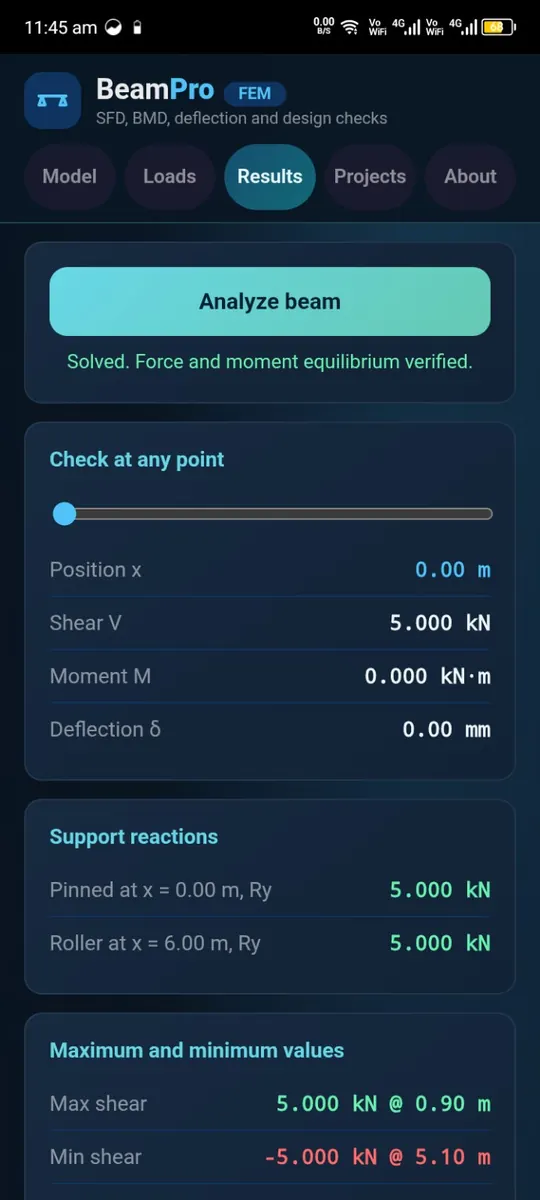 11:45 am 0.00 B/S Vo WiFi 4G Vo WiFi 4G 68
BeamPro FEM
SFD, BMD, deflection and design checks
Model Loads Results Projects About
Analyze beam
Solved. Force and moment equilibrium verified.
Check at any point
Position x 0.00 m
Shear V 5.000 kN
Moment M 0.000 kN·m
Deflection δ 0.00 mm
Support reactions
Pinned at x = 0.00 m, Ry 5.000 kN
Roller at x = 6.00 m, Ry 5.000 kN
Maximum and minimum values
Max shear 5.000 kN @ 0.90 m
Min shear -5.000 kN @ 5.10 m